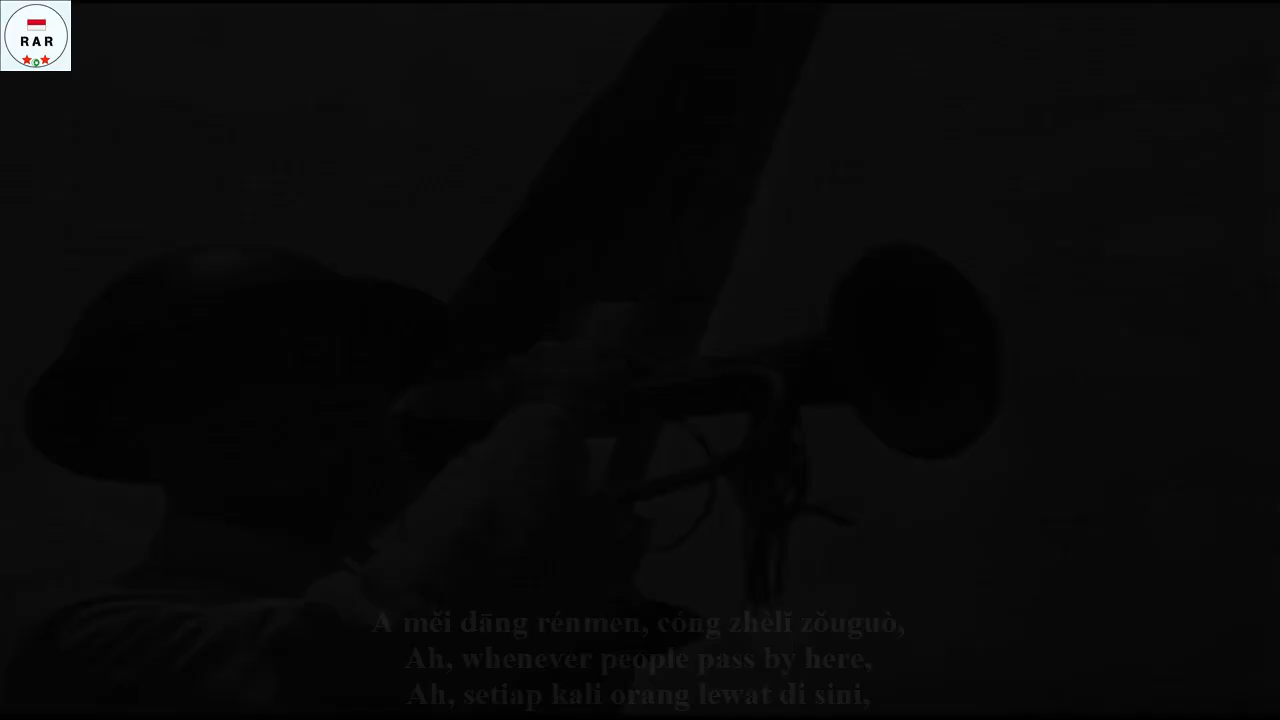 RAR
A měi dāng rénmen, cóng zhèlǐ zǒuguò,
Ah, whenever people pass by here,
Ah, setiap kali orang lewat di sini,